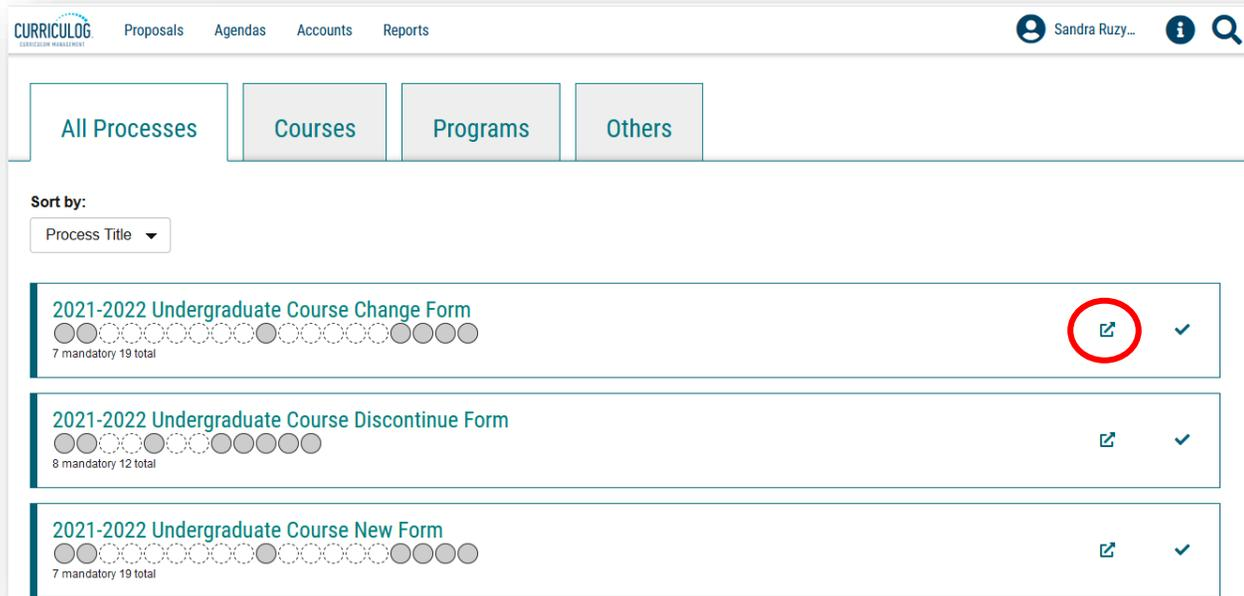 CURRICULOG
CURRICULUM MANAGEMENT
Proposals Agendas Accounts Reports Sandra Ruzy...
All Processes Courses Programs Others
Sort by:
Process Title
2021-2022 Undergraduate Course Change Form
7 mandatory 19 total
2021-2022 Undergraduate Course Discontinue Form
8 mandatory 12 total
2021-2022 Undergraduate Course New Form
7 mandatory 19 total